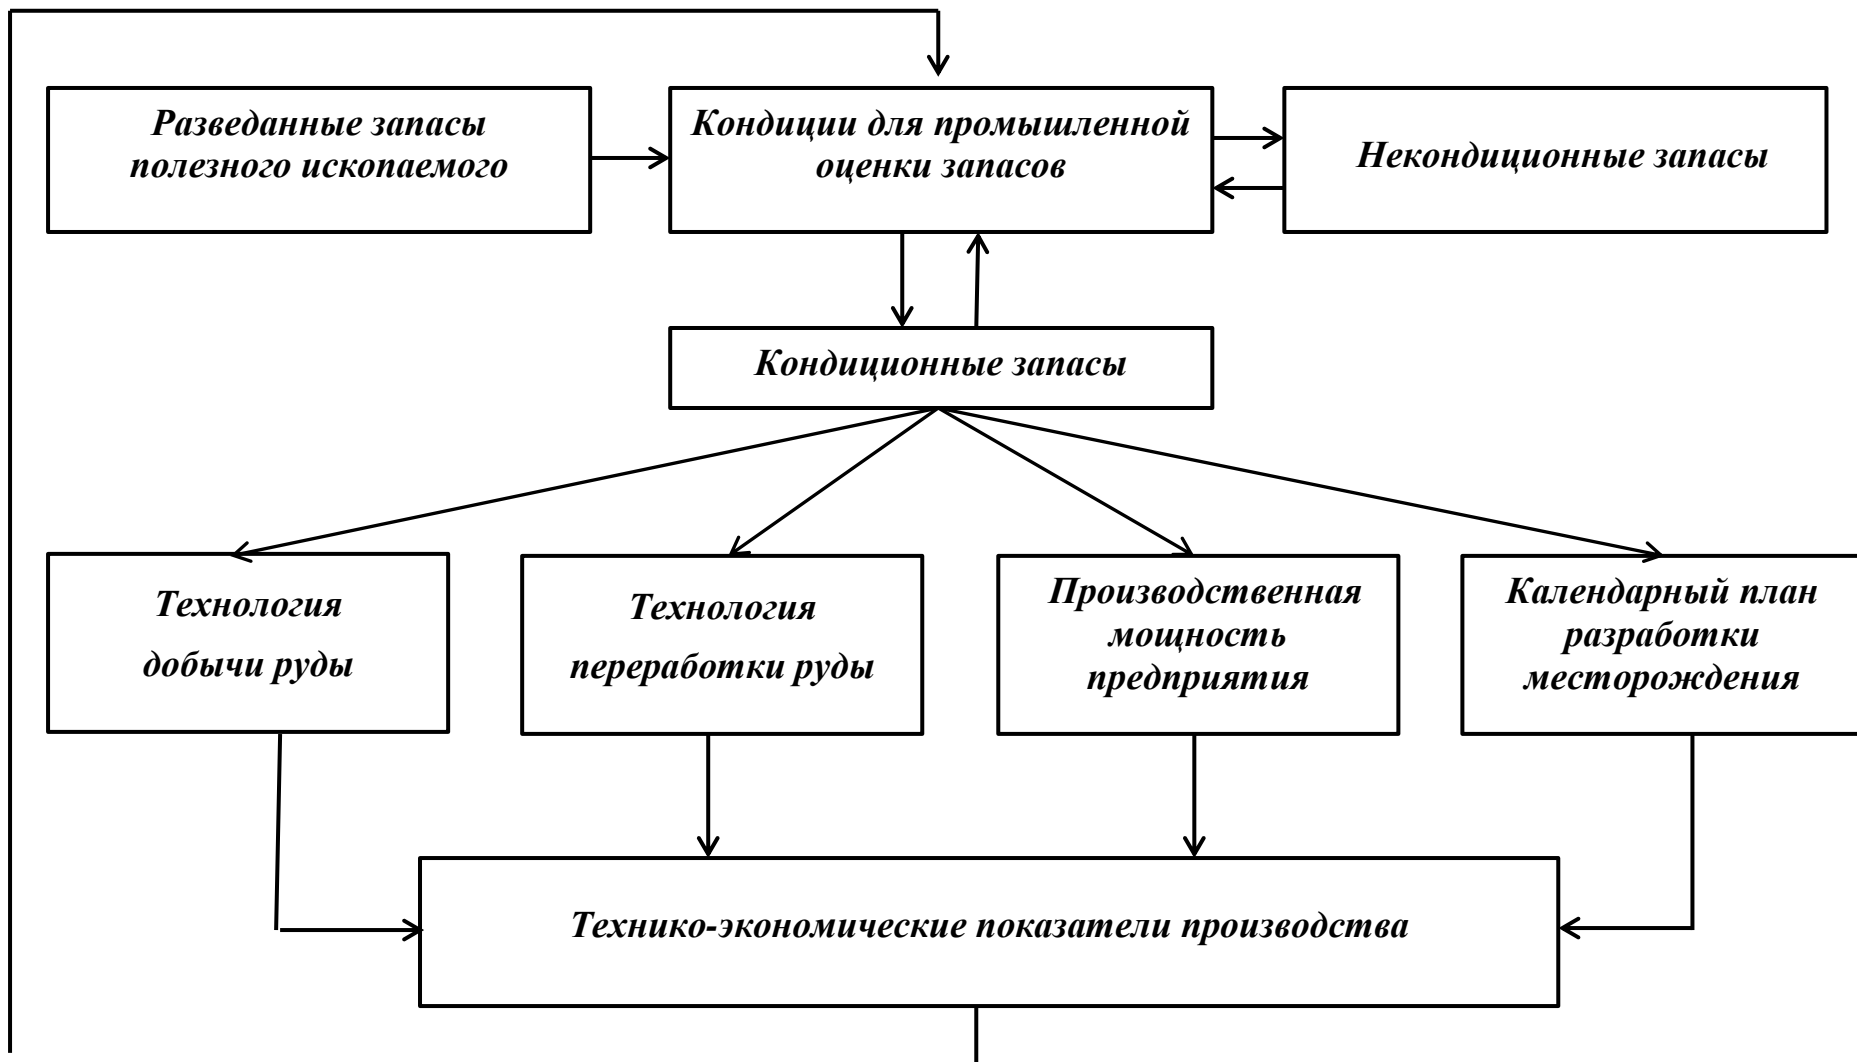 Разведанные запасы
полезного ископаемого
Кондиции для промышленной
оценки запасов
Некондиционные запасы
Кондиционные запасы
Технология
добычи руды
Технология
переработки руды
Производственная
мощность
предприятия
Календарный план
разработки
месторождения
Технико-экономические показатели производства